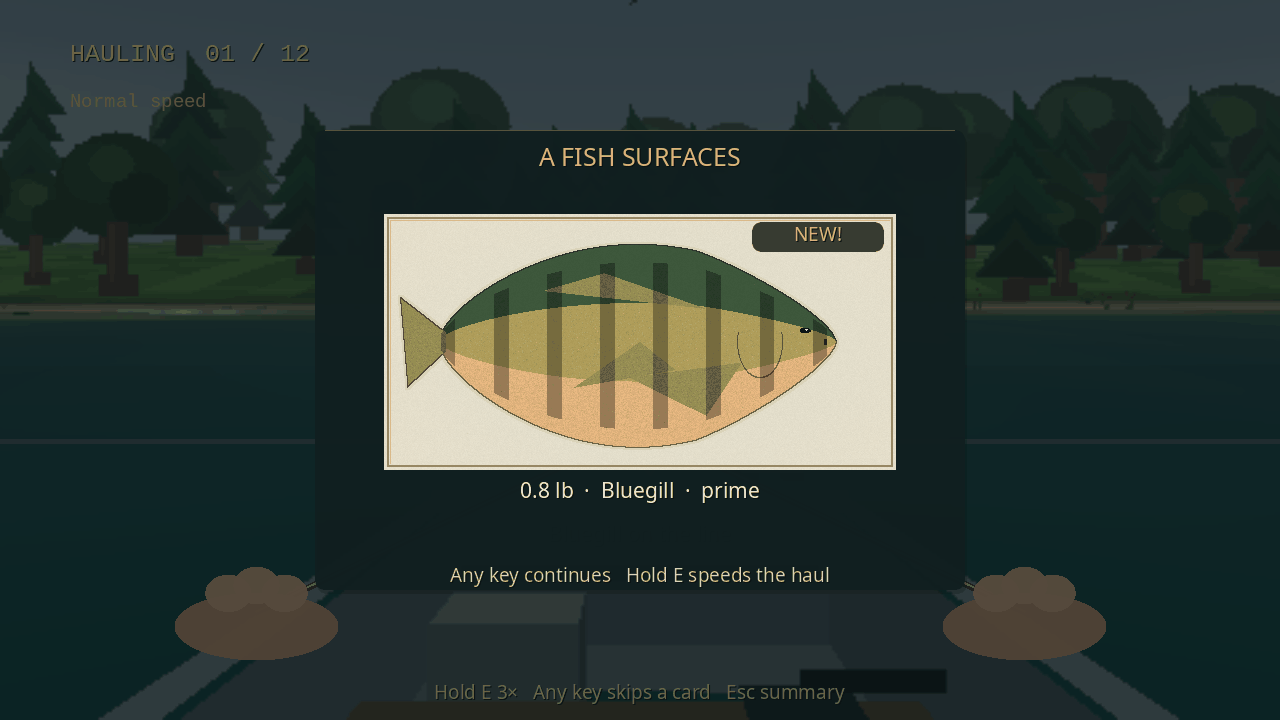 HAULING 01 / 12
Normal speed
A FISH SURFACES
NEW!
0.8 lb · Bluegill · prime
Any key continues Hold E speeds the haul
Hold E 3× Any key skips a card Esc summary